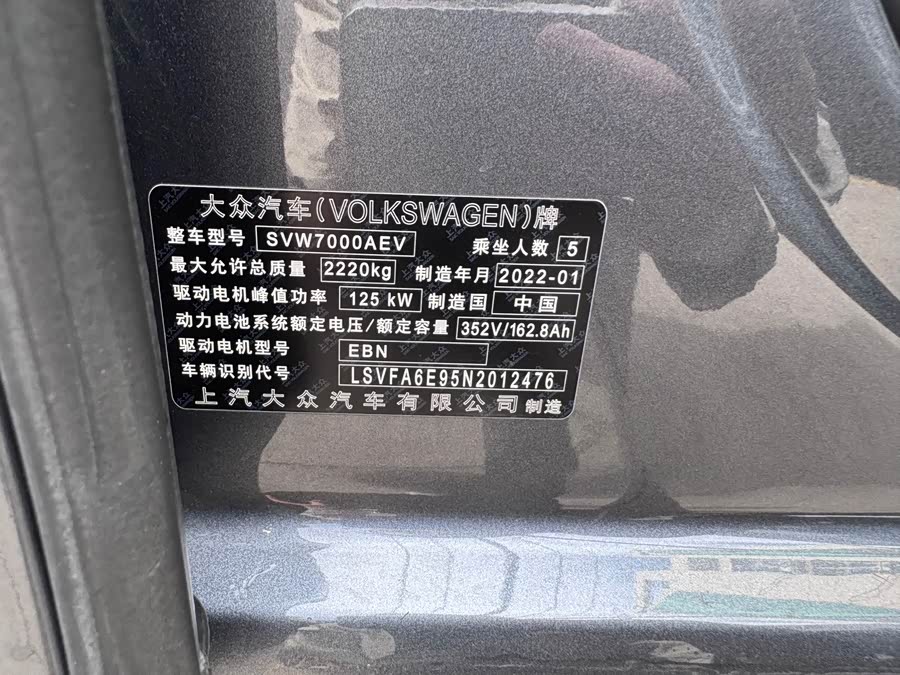 大众汽车(VOLKSWAGEN)牌
整车型号 SVW7000AEV 乘坐人数 5
最大允许总质量 2220kg 制造年月 2022-01
驱动电机峰值功率 125 kW 制造国 中国
动力电池系统额定电压/额定容量 352V/162.8Ah
驱动电机型号 EBN
车辆识别代号 LSVFA6E95N2012476
上汽大众汽车有限公司 制造